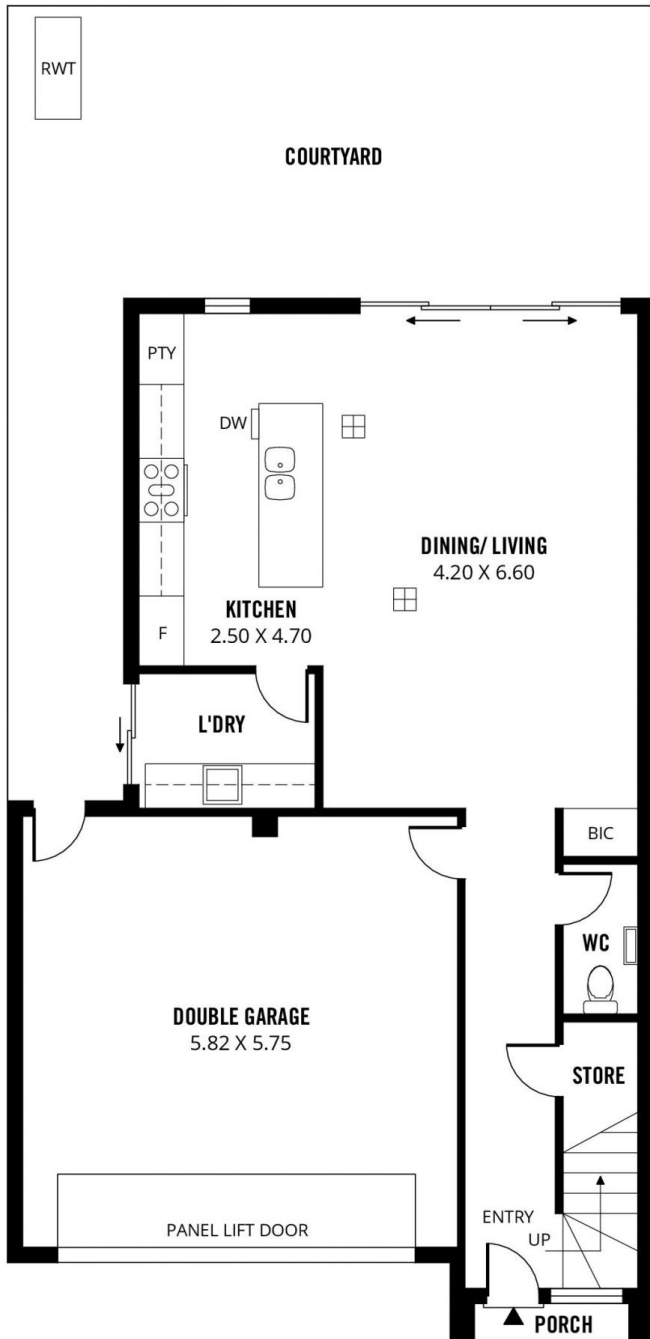 RWT
COURTYARD
PTY
DW
DINING/ LIVING
4.20 X 6.60
KITCHEN
2.50 X 4.70
F
L'DRY
BIC
WC
DOUBLE GARAGE
5.82 X 5.75
STORE
PANEL LIFT DOOR
ENTRY
UP
PORCH